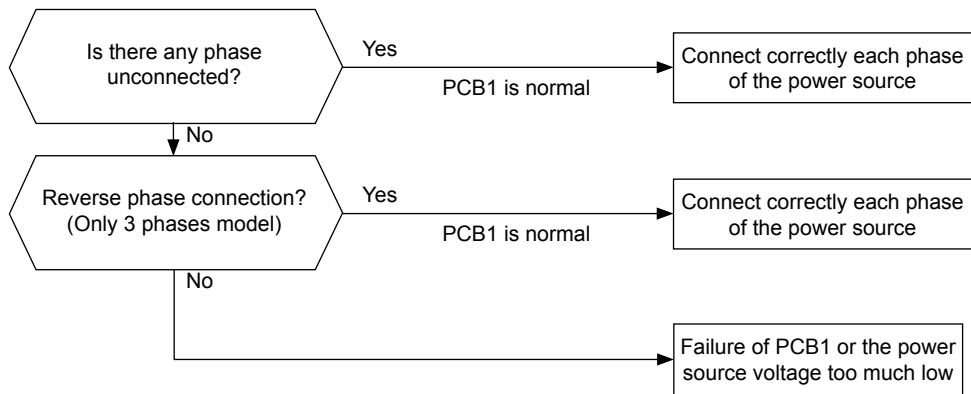 Is there any phase
unconnected?
Yes
PCB1 is normal
Connect correctly each phase
of the power source
No
Reverse phase connection?
(Only 3 phases model)
Yes
PCB1 is normal
Connect correctly each phase
of the power source
No
Failure of PCB1 or the power
source voltage too much low